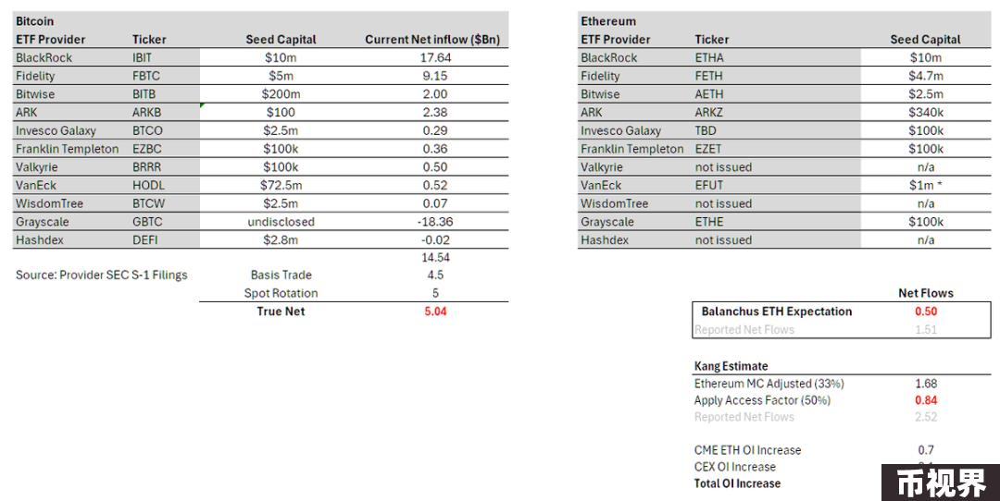 Bitcoin
ETF Provider Ticker Seed Capital Current Net inflow ($Bn)
BlackRock IBIT $10m 17.64
Fidelity FBTC $5m 9.15
Bitwise BITB $200m 2.00
ARK ARKB $100 2.38
Invesco Galaxy BTCO $2.5m 0.29
Franklin Templeton EZBC $100k 0.36
Valkyrie BRRR $100k 0.50
VanEck HODL $72.5m 0.52
WisdomTree BTCW $2.5m 0.07
Grayscale GBTC undisclosed -18.36
Hashdex DEFI $2.8m -0.02
14.54
Source: Provider SEC S-1 Filings Basis Trade 4.5
Spot Rotation 5
True Net 5.04
Ethereum
ETF Provider Ticker Seed Capital
BlackRock ETHA $10m
Fidelity FETH $4.7m
Bitwise AETH $2.5m
ARK ARKZ $340k
Invesco Galaxy TBD $100k
Franklin Templeton EZET $100k
Valkyrie not issued n/a
VanEck EFUT $1m *
WisdomTree not issued n/a
Grayscale ETHE $100k
Hashdex not issued n/a
Net Flows
Balanchus ETH Expectation 0.50
Reported Net Flows 1.51
Kang Estimate
Ethereum MC Adjusted (33%) 1.68
Apply Access Factor (50%) 0.84
Reported Net Flows 2.52
CME ETH OI Increase 0.7
CEX OI Increase
Total OI Increase
币视界